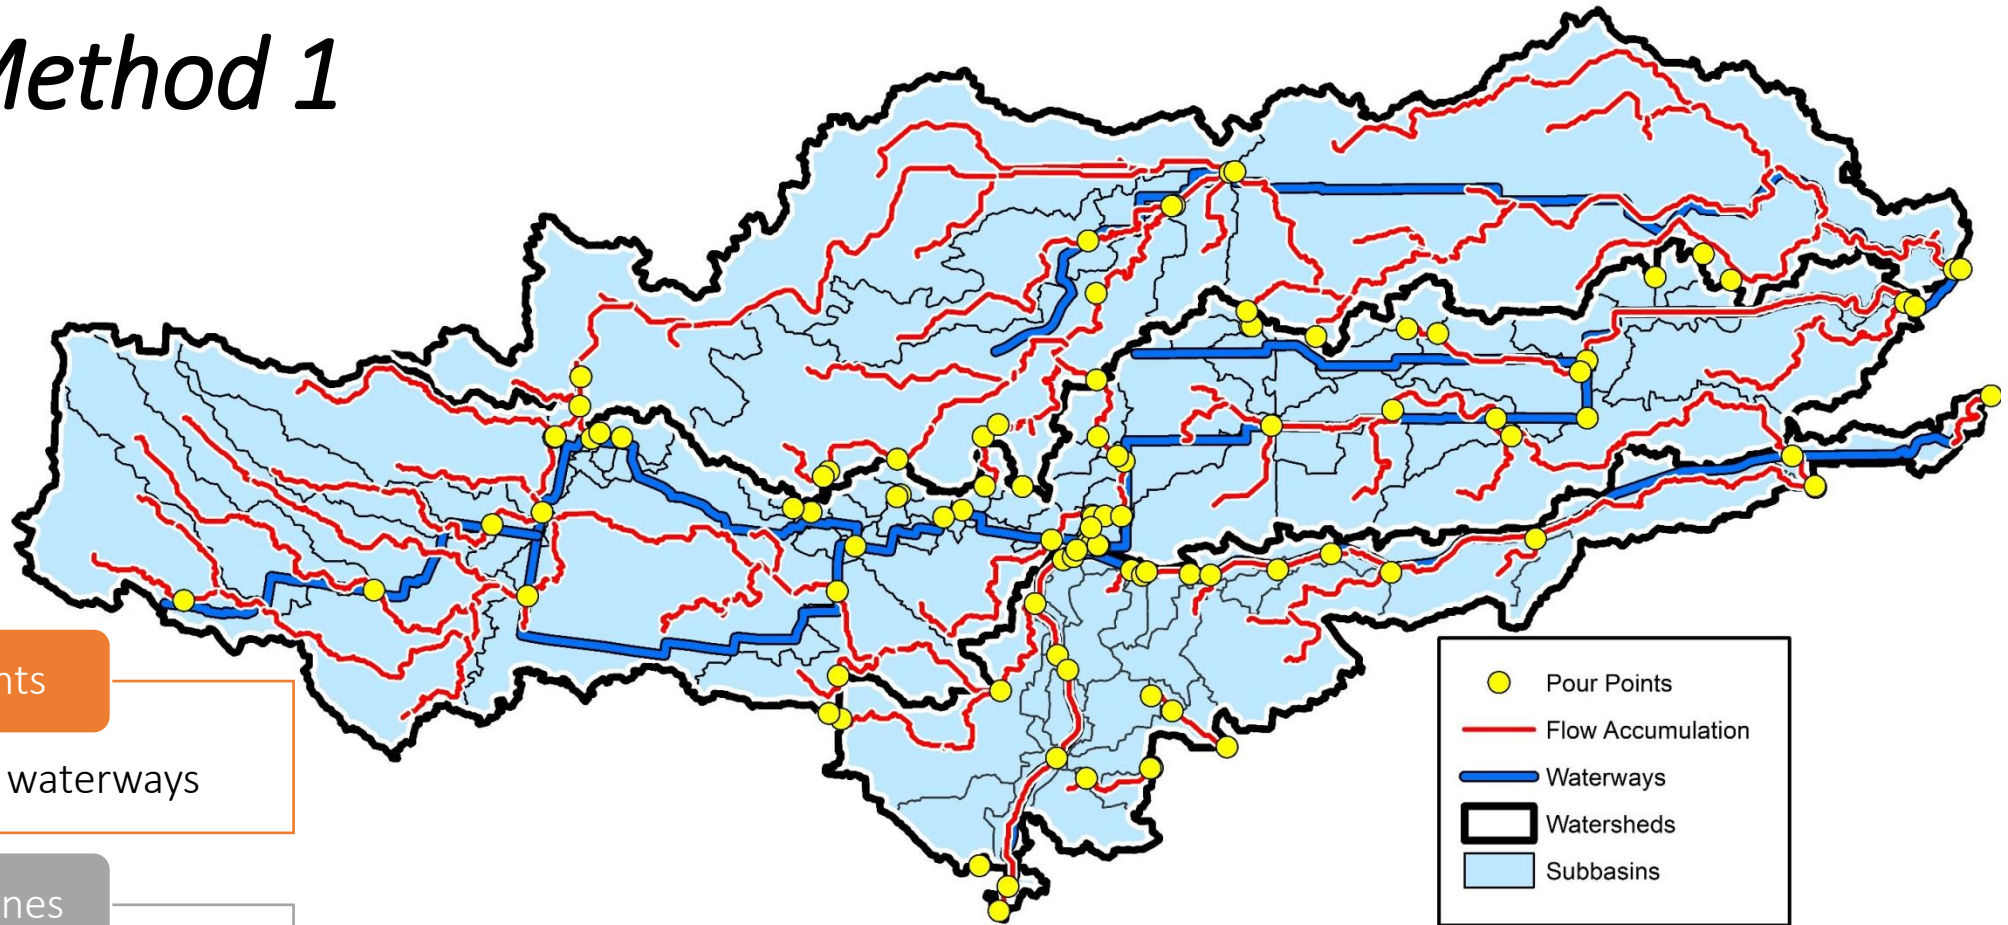 Method 1
nts
waterways
nes
Pour Points
Flow Accumulation
Waterways
Watersheds
Subbasins